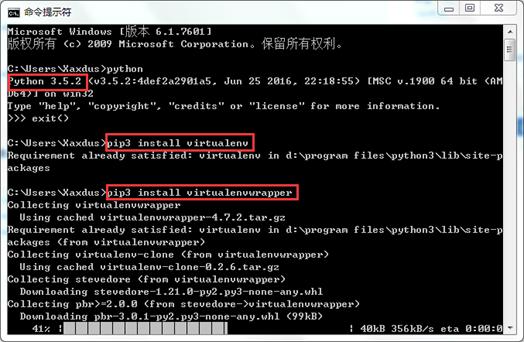 命令提示符
Microsoft Windows [版本 6.1.7601]
版权所有 (c) 2009 Microsoft Corporation。保留所有权利。
C:\Users\Xaxdus>python
Python 3.5.2 (v3.5.2:4def2a2901a5, Jun 25 2016, 22:18:55) [MSC v.1900 64 bit (AM
D64)] on win32
Type "help", "copyright", "credits" or "license" for more information.
>>> exit()
C:\Users\Xaxdus>pip3 install virtualenv
Requirement already satisfied: virtualenv in d:\program files\python3\lib\site-p
ackages
C:\Users\Xaxdus>pip3 install virtualenvwrapper
Collecting virtualenvwrapper
Using cached virtualenvwrapper-4.7.2.tar.gz
Requirement already satisfied: virtualenv in d:\program files\python3\lib\site-p
ackages (from virtualenvwrapper)
Collecting virtualenv-clone (from virtualenvwrapper)
Using cached virtualenv-clone-0.2.6.tar.gz
Collecting stevedore (from virtualenvwrapper)
Downloading stevedore-1.21.0-py2.py3-none-any.whl
Collecting pbr>=2.0.0 (from stevedore->virtualenvwrapper)
Downloading pbr-3.0.1-py2.py3-none-any.whl (99kB)
41% | | 40kB 356kB/s eta 0:00:0